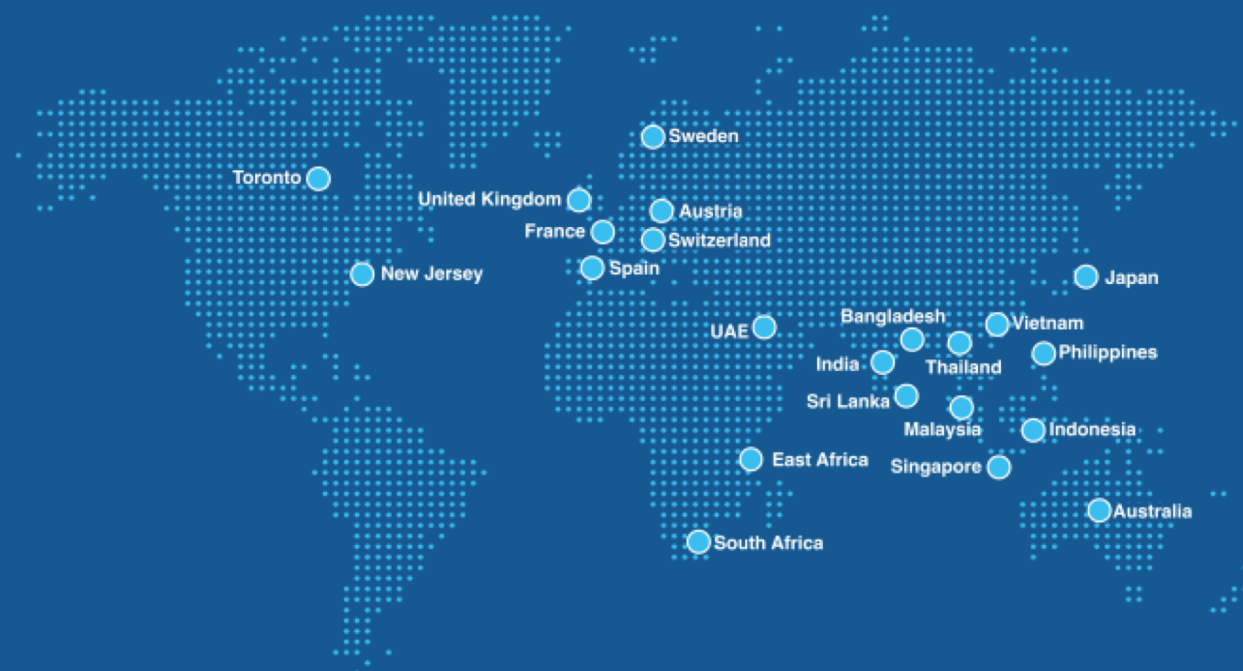 Sweden
Toronto
United Kingdom
Austria
France
Switzerland
Spain
New Jersey
Japan
Bangladesh
Vietnam
UAE
Philippines
India
Thailand
Sri Lanka
Malaysia
Indonesia
East Africa
Singapore
Australia
South Africa